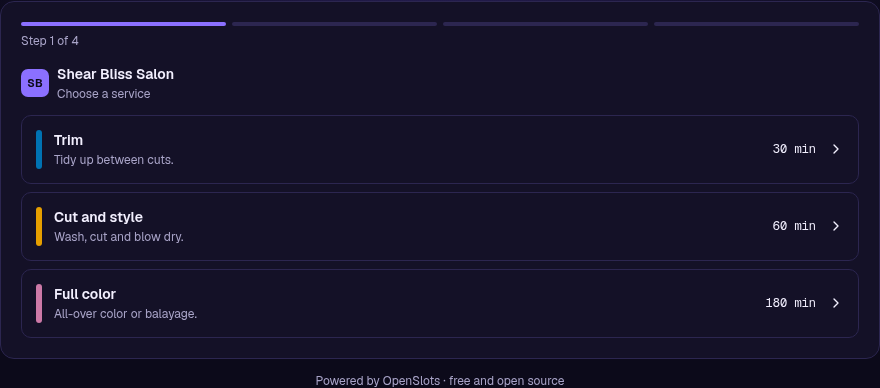 Step 1 of 4
SB
Shear Bliss Salon
Choose a service
Trim
Tidy up between cuts.
30 min
Cut and style
Wash, cut and blow dry.
60 min
Full color
All-over color or balayage.
180 min
Powered by OpenSlots · free and open source